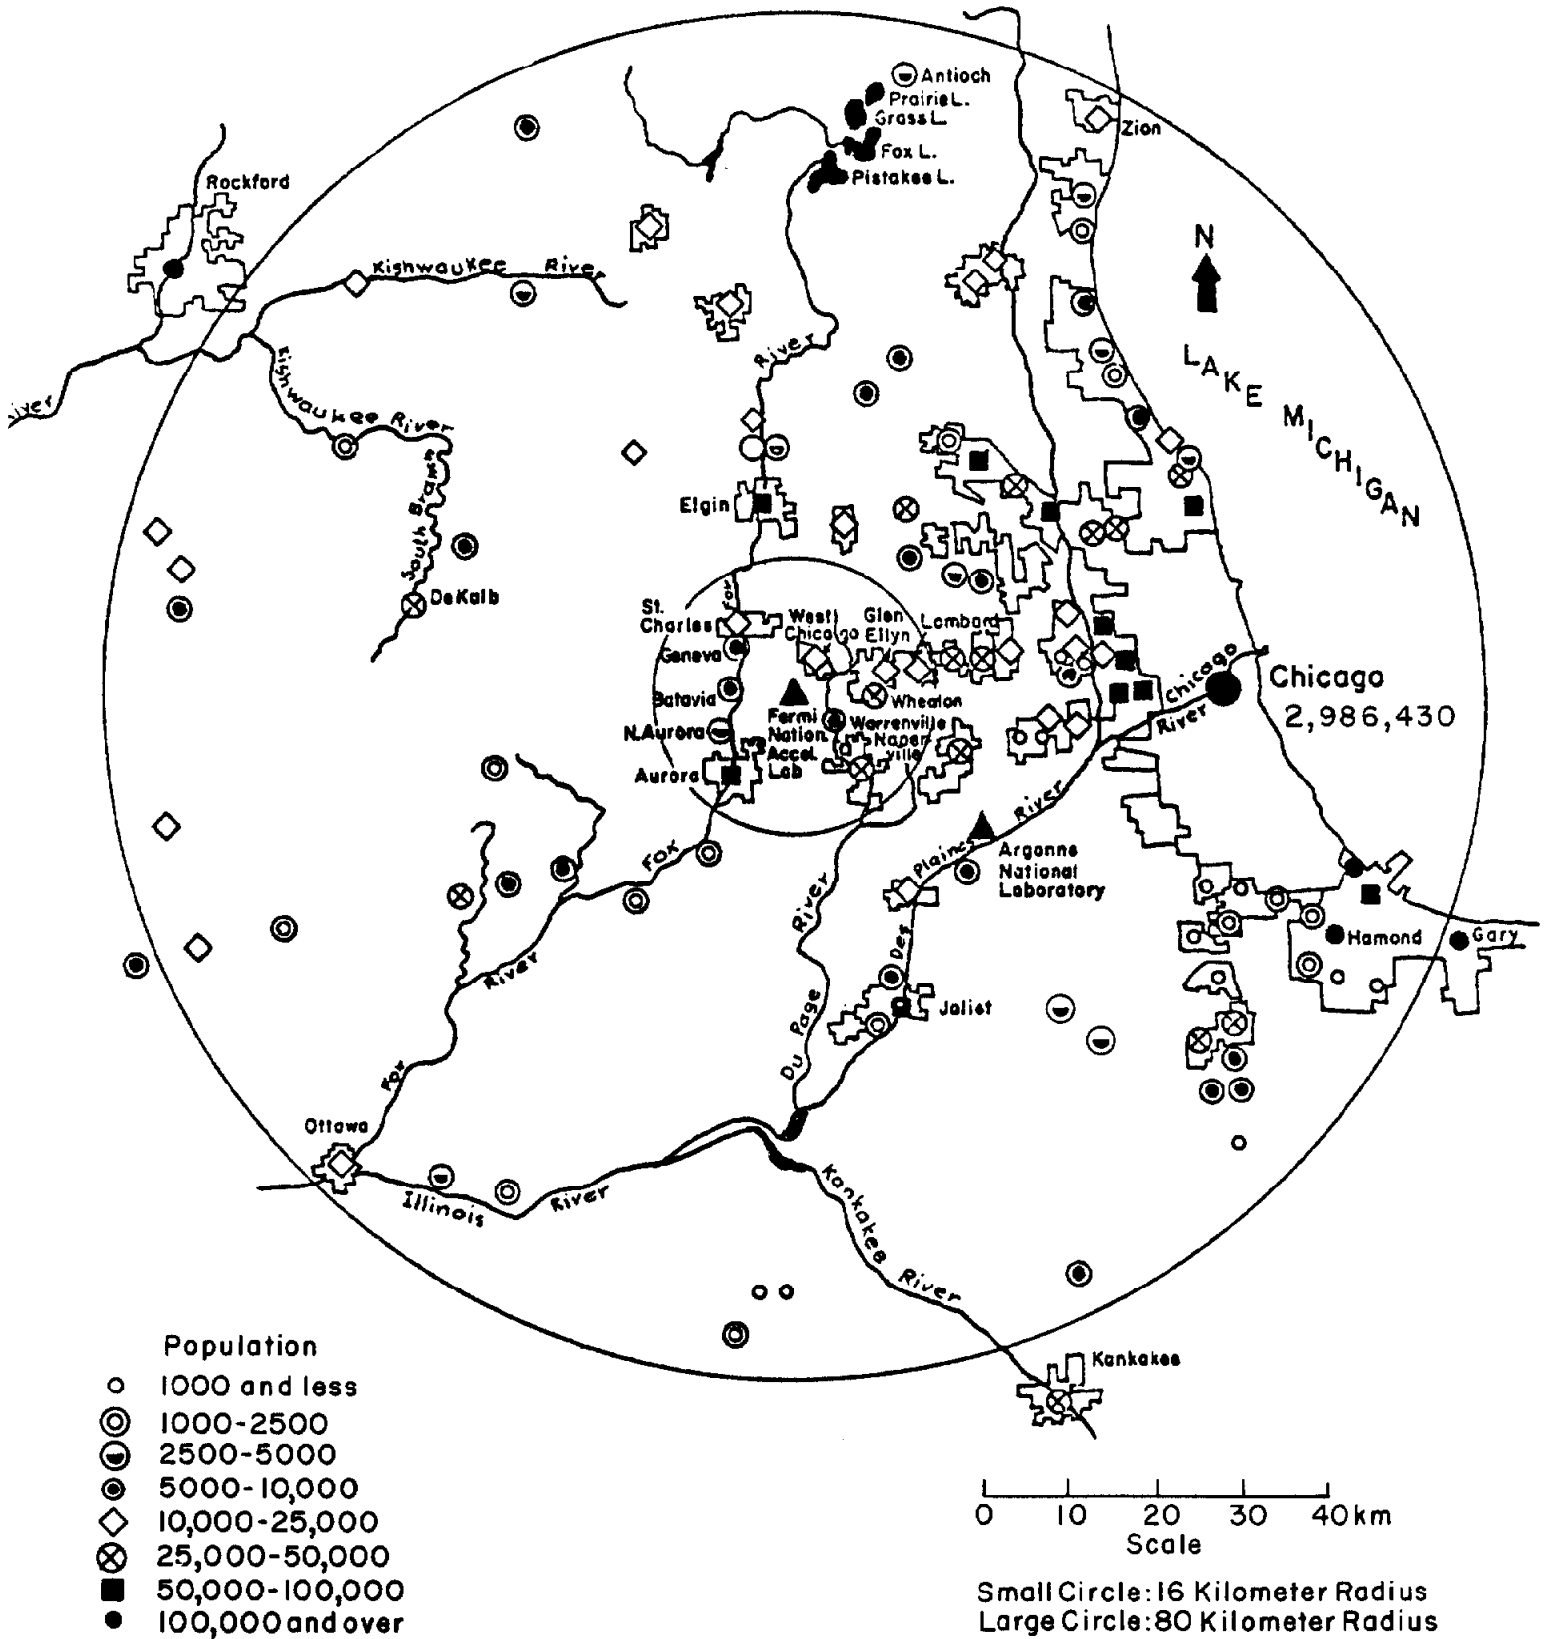 Antioch
Prairie L.
Grass L.
Fox L.
Pistakee L.
Zion
Rockford
N
Kishwaukee River
LAKE MICHIGAN
River
Kishwaukee River
South Branch
Elgin
DeKalb
Fox
St.
Charles
West
Chicago
Glen
Ellyn
Lombard
Geneva
Batavia
Wheaton
N. Aurora
Fermi
Nation.
Accel.
Lab
Warrenville
Naper-
ville
Aurora
Chicago
River
Chicago
2,986,430
Fox
River
Des
Plaines
River
Argonne
National
Laboratory
Hamond
Gary
Joliet
Du Page
River
Fox
River
Ottawa
Illinois
River
Kankakee
River
Kankakee
Population
1000 and less
1000-2500
2500-5000
5000-10,000
10,000-25,000
25,000-50,000
50,000-100,000
100,000 and over
0 10 20 30 40km
Scale
Small Circle: 16 Kilometer Radius
Large Circle: 80 Kilometer Radius